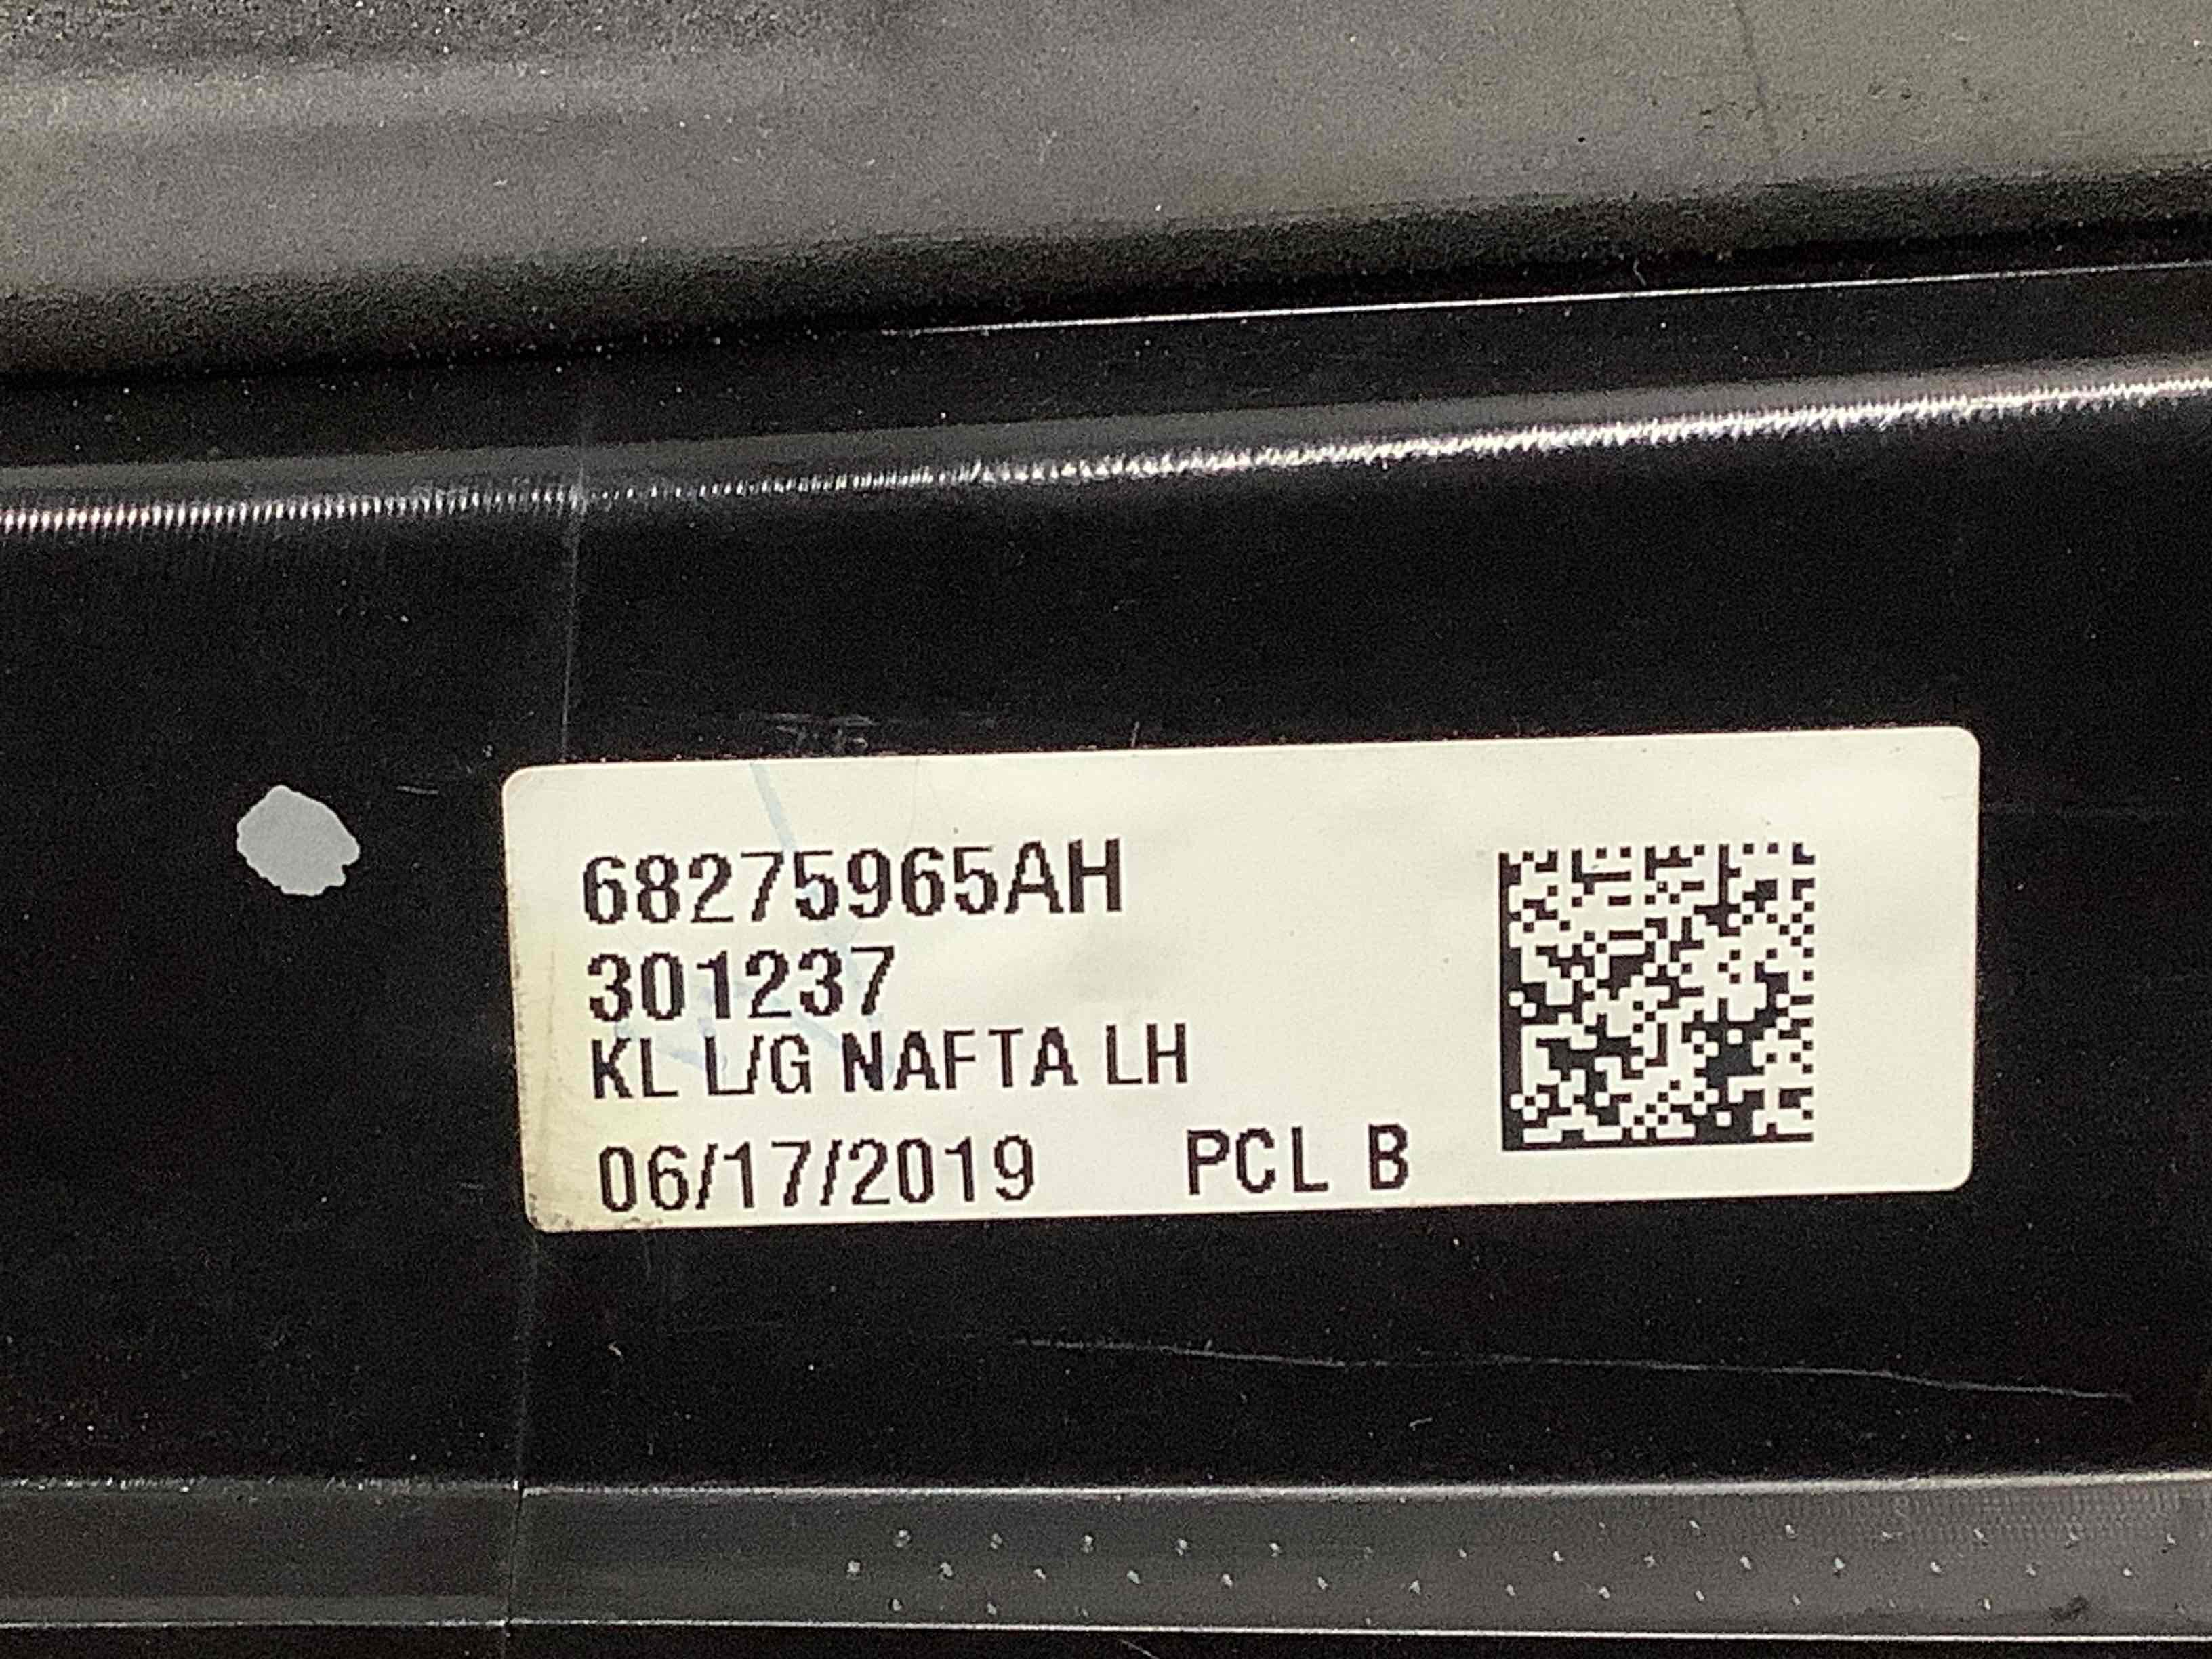 68275965AH
301237
KL L/G NAFTA LH
06/17/2019 PCL B